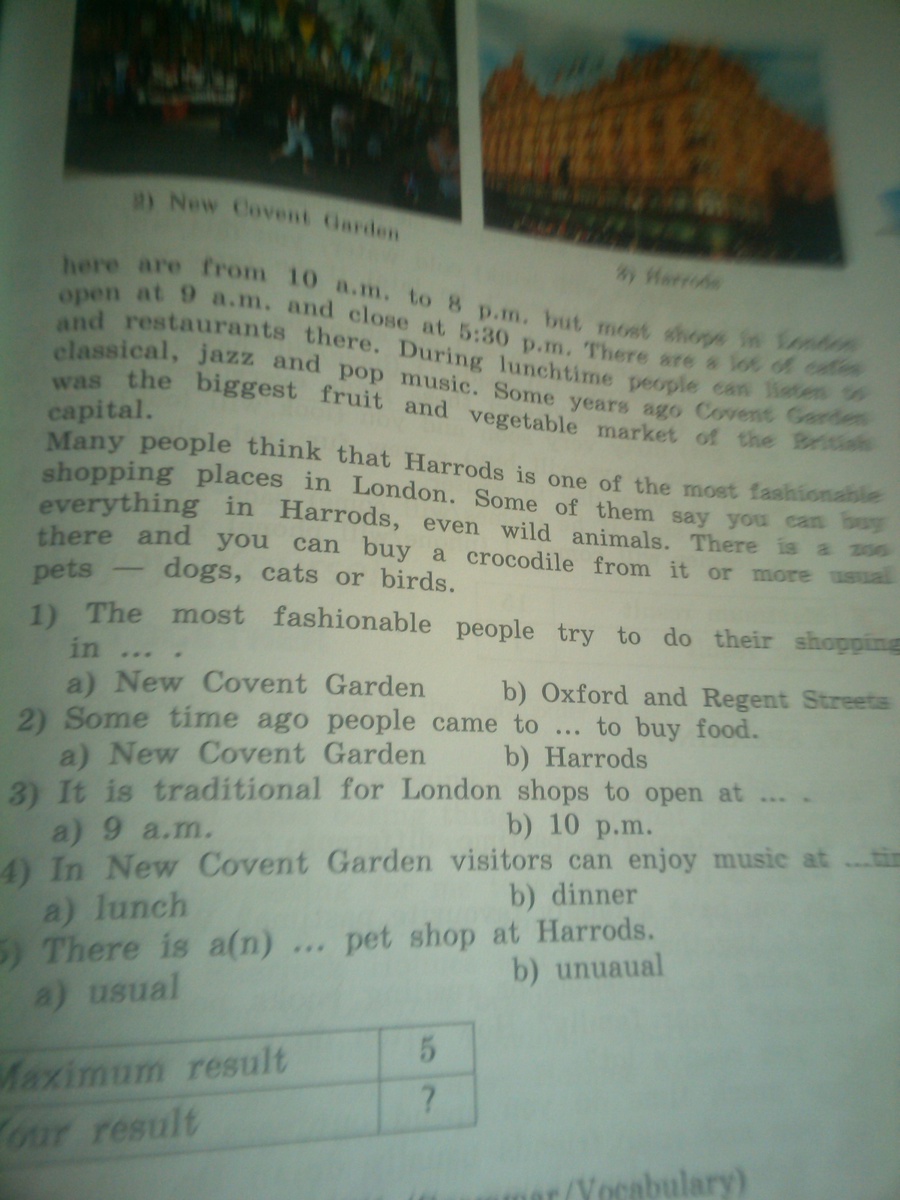 2) New Covent Garden
3) Harrods
here are from 10 a.m. to 8 p.m. but most shops in London
open at 9 a.m. and close at 5:30 p.m. There are a lot of cafes
and restaurants there. During lunchtime people can listen to
classical, jazz and pop music. Some years ago Covent Garden
was the biggest fruit and vegetable market of the British
capital.
Many people think that Harrods is one of the most fashionable
shopping places in London. Some of them say you can buy
everything in Harrods, even wild animals. There is a zoo
there and you can buy a crocodile from it or more usual
pets — dogs, cats or birds.
1) The most fashionable people try to do their shopping
in ... .
a) New Covent Garden b) Oxford and Regent Streets
2) Some time ago people came to ... to buy food.
a) New Covent Garden b) Harrods
3) It is traditional for London shops to open at ... .
a) 9 a.m. b) 10 p.m.
4) In New Covent Garden visitors can enjoy music at ...
a) lunch b) dinner
5) There is a(n) ... pet shop at Harrods.
a) usual b) unuaual
Maximum result 5
Your result ?
/Vocabulary)